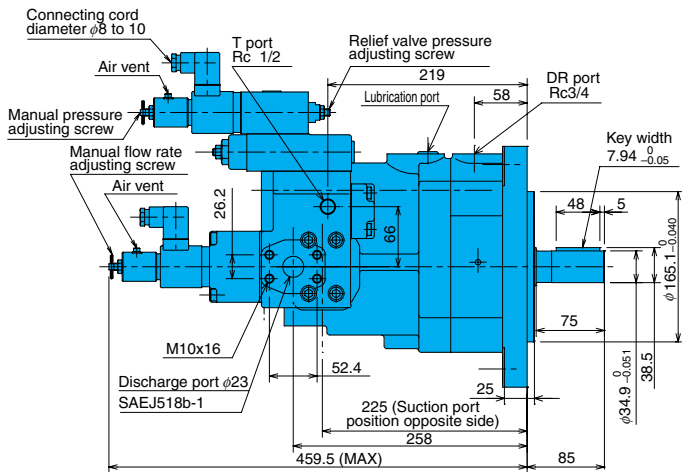 Connecting cord
diameter φ8 to 10
T port
Rc 1/2
Relief valve pressure
adjusting screw
219
DR port
Rc3/4
Air vent
Lubrication port
58
Manual pressure
adjusting screw
Key width
7.94 0 -0.05
Manual flow rate
adjusting screw
Air vent
26.2
48
5
66
φ165.1 0 -0.040
75
M10x16
52.4
25
φ34.9 0 -0.051
38.5
Discharge port φ23
SAEJ518b-1
225 (Suction port
position opposite side)
258
459.5 (MAX)
85